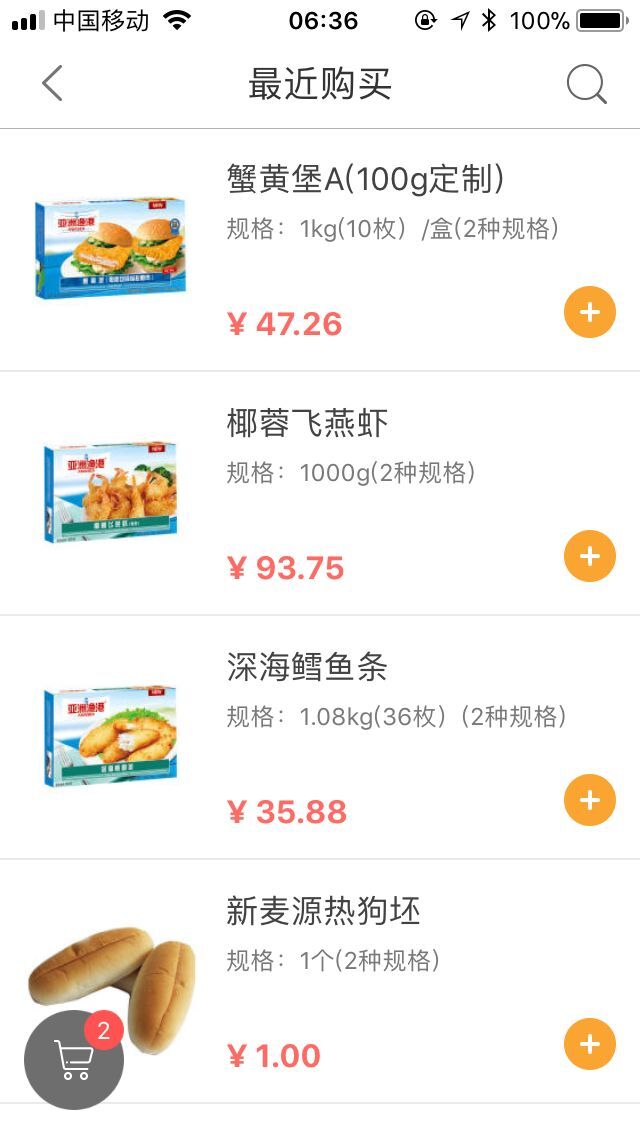 中国移动
06:36
100%
最近购买
蟹黄堡A(100g定制)
规格：1kg(10枚）/盒(2种规格)
¥ 47.26
亚洲渔港
NEW
椰蓉飞燕虾
规格：1000g(2种规格)
¥ 93.75
亚洲渔港
NEW
深海鳕鱼条
规格：1.08kg(36枚）(2种规格)
¥ 35.88
亚洲渔港
NEW
新麦源热狗坯
规格：1个(2种规格)
¥ 1.00
2